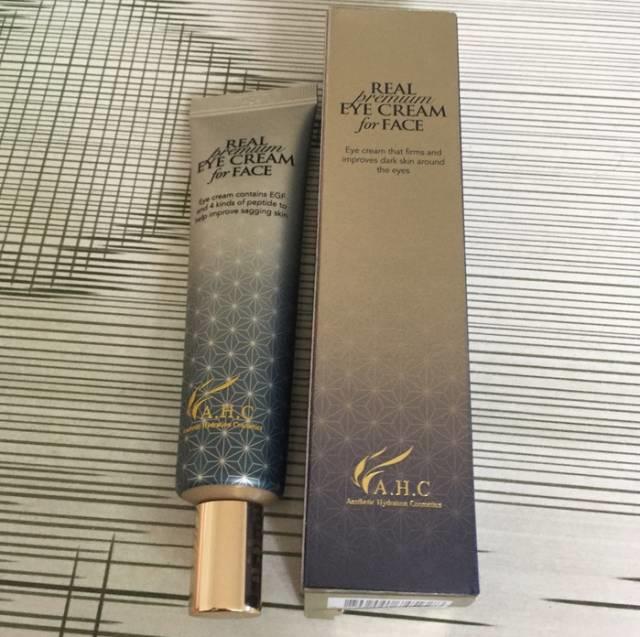 REAL
premium
EYE CREAM
for FACE
Eye cream contains EGF
and 4 kinds of peptide to
help improve sagging skin
A.H.C
Aesthetic Hydration Cosmetics
REAL
premium
EYE CREAM
for FACE
Eye cream that firms and
improves dark skin around
the eyes
A.H.C
Aesthetic Hydration Cosmetics